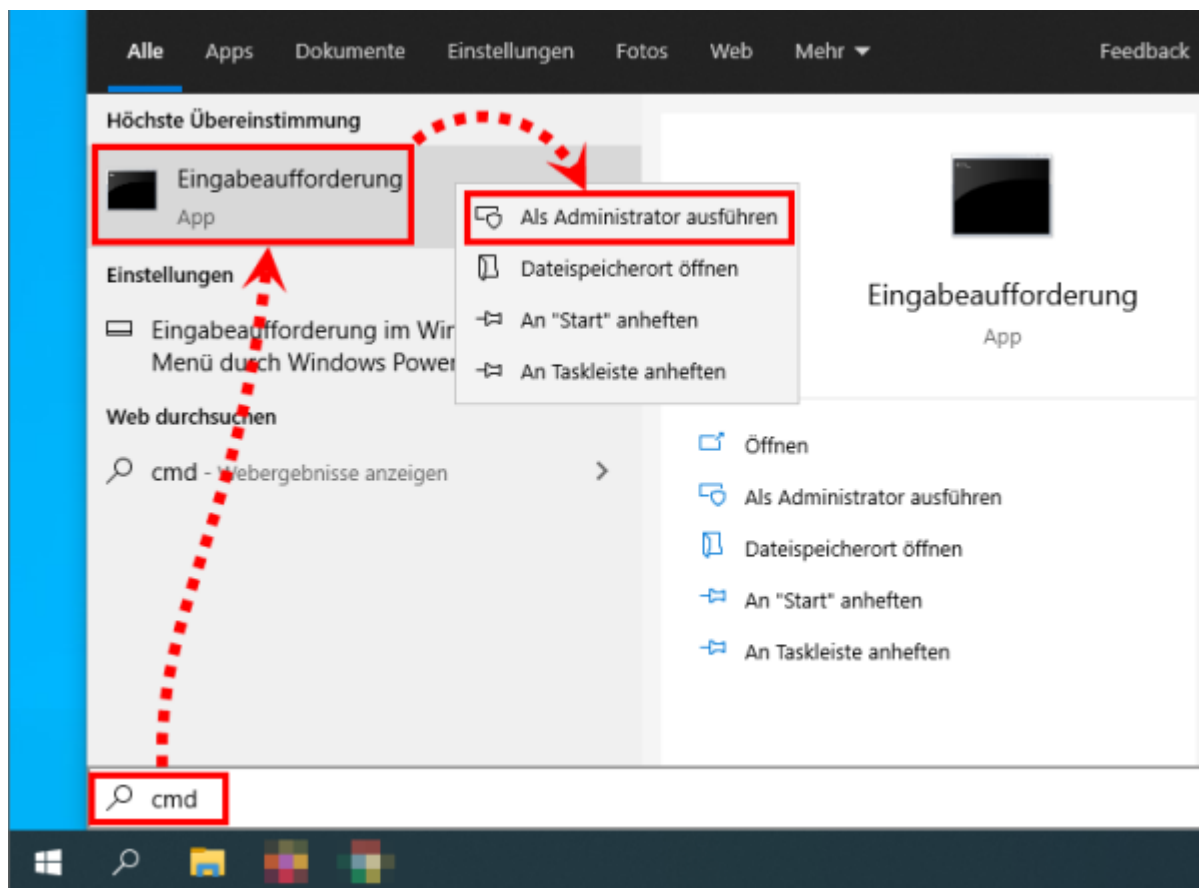 Alle Apps Dokumente Einstellungen Fotos Web Mehr Feedback
Höchste Übereinstimmung
Eingabeaufforderung
App
Einstellungen
Eingabeaufforderung im
Menü durch Windows
Web durchsuchen
cmd - Webergebnisse anzeigen
Als Administrator ausführen
Dateispeicherort öffnen
An "Start" anheften
An Taskleiste anheften
Eingabeaufforderung
App
Öffnen
Als Administrator ausführen
Dateispeicherort öffnen
An "Start" anheften
An Taskleiste anheften
cmd